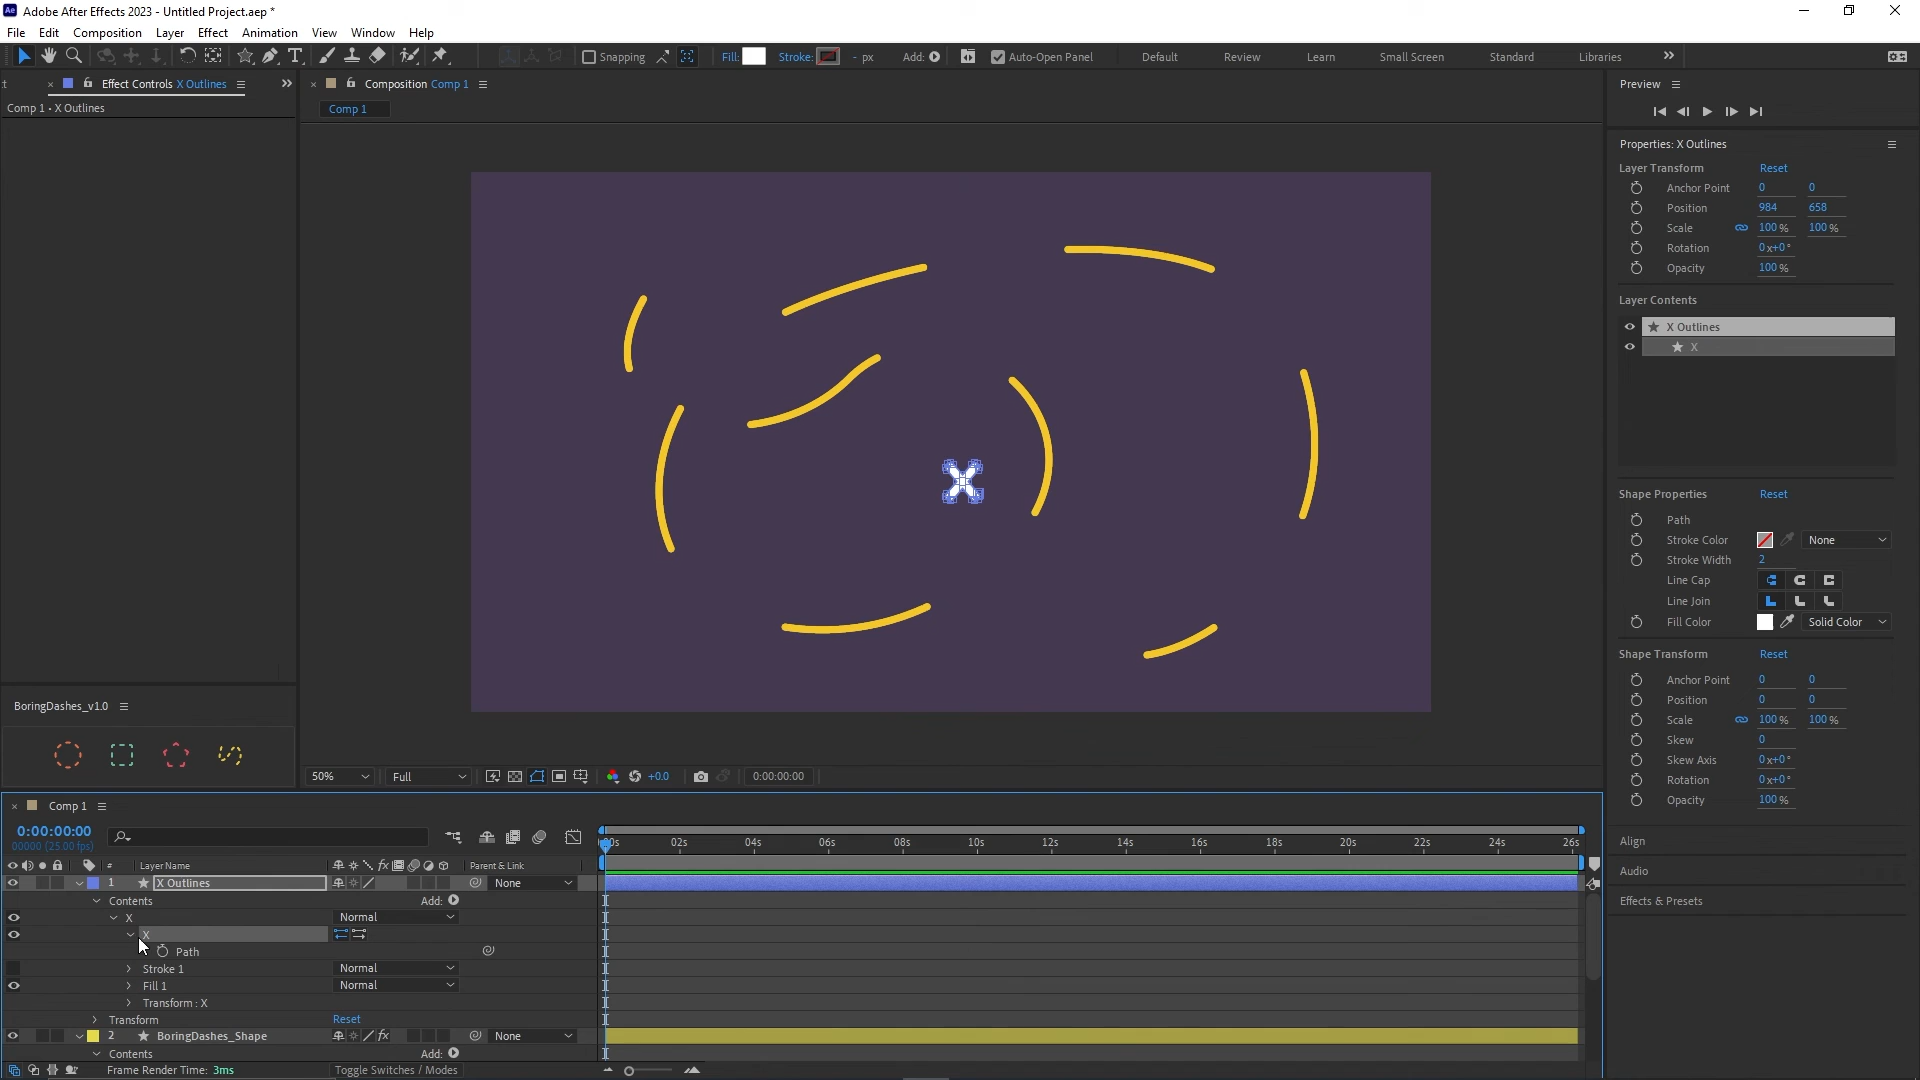 Adobe After Effects 2023 - Untitled Project.aep *
File Edit Composition Layer Effect Animation View Window Help
Snapping Fill: Stroke: - px Add: Auto-Open Panel Default Review Learn Small Screen Standard Libraries
Effect Controls X Outlines
Comp 1 • X Outlines
Composition Comp 1
Comp 1
Preview
Properties: X Outlines
Layer Transform Reset
Anchor Point 0 0
Position 984 658
Scale 100 % 100 %
Rotation 0x+0°
Opacity 100 %
Layer Contents
X Outlines
X
Shape Properties Reset
Path
Stroke Color None
Stroke Width 2
Line Cap
Line Join
Fill Color Solid Color
Shape Transform Reset
Anchor Point 0 0
Position 0 0
Scale 100 % 100 %
Skew 0
Skew Axis 0x+0°
Rotation 0x+0°
Opacity 100 %
Align
Audio
Effects & Presets
BoringDashes_v1.0
50% Full +0.0 0:00:00:00
Comp 1
0:00:00:00
00000 (25.00 fps)
02s 04s 06s 08s 10s 12s 14s 16s 18s 20s 22s 24s 26s
# Layer Name fx Parent & Link
1 X Outlines None
Contents Add:
X Normal
X
Path
Stroke 1 Normal
Fill 1 Normal
Transform : X
Transform Reset
2 BoringDashes_Shape fx None
Contents Add:
Frame Render Time: 3ms Toggle Switches / Modes